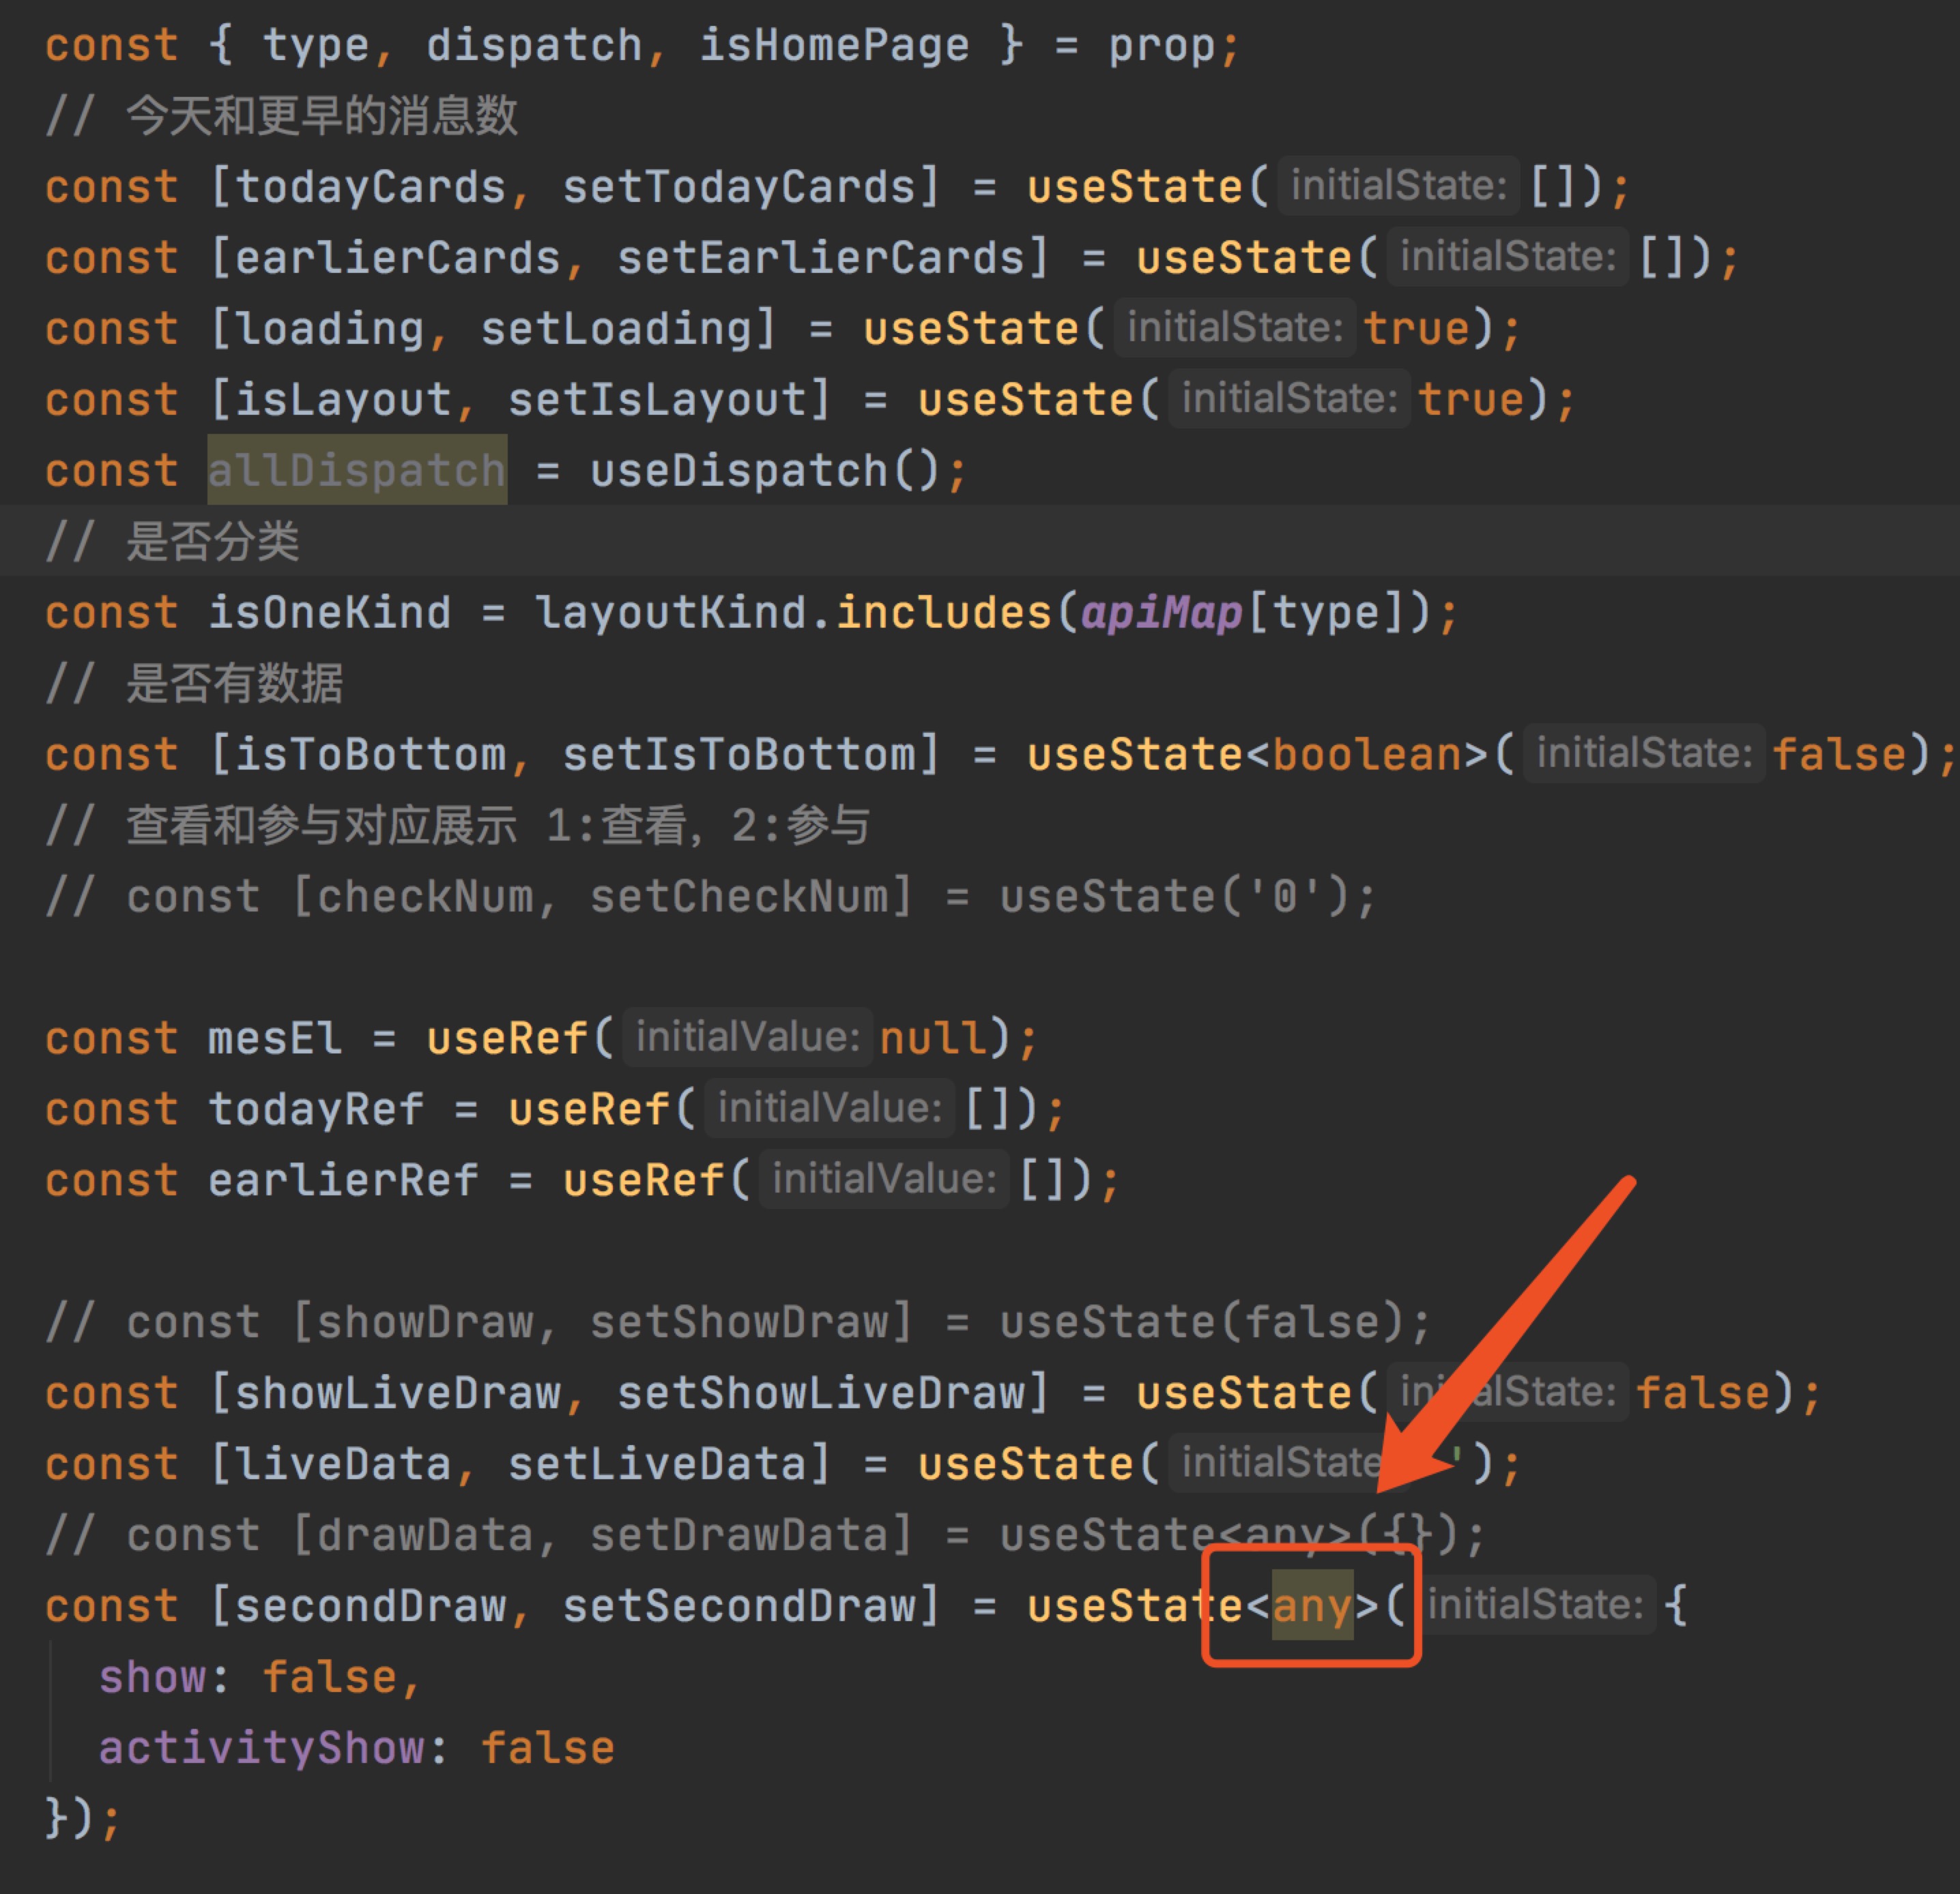 const { type, dispatch, isHomePage } = prop;
// 今天和更早的消息数
const [todayCards, setTodayCards] = useState( initialState: []);
const [earlierCards, setEarlierCards] = useState( initialState: []);
const [loading, setLoading] = useState( initialState: true);
const [isLayout, setIsLayout] = useState( initialState: true);
const allDispatch = useDispatch();
// 是否分类
const isOneKind = layoutKind.includes(apiMap[type]);
// 是否有数据
const [isToBottom, setIsToBottom] = useState<boolean>( initialState: false);
// 查看和参与对应展示 1:查看，2:参与
// const [checkNum, setCheckNum] = useState('0');
const mesEl = useRef( initialValue: null);
const todayRef = useRef( initialValue: []);
const earlierRef = useRef( initialValue: []);
// const [showDraw, setShowDraw] = useState(false);
const [showLiveDraw, setShowLiveDraw] = useState( initialState: false);
const [liveData, setLiveData] = useState( initialState ');
// const [drawData, setDrawData] = useState<any>({});
const [secondDraw, setSecondDraw] = useState<any>( initialState: {
show: false,
activityShow: false
});